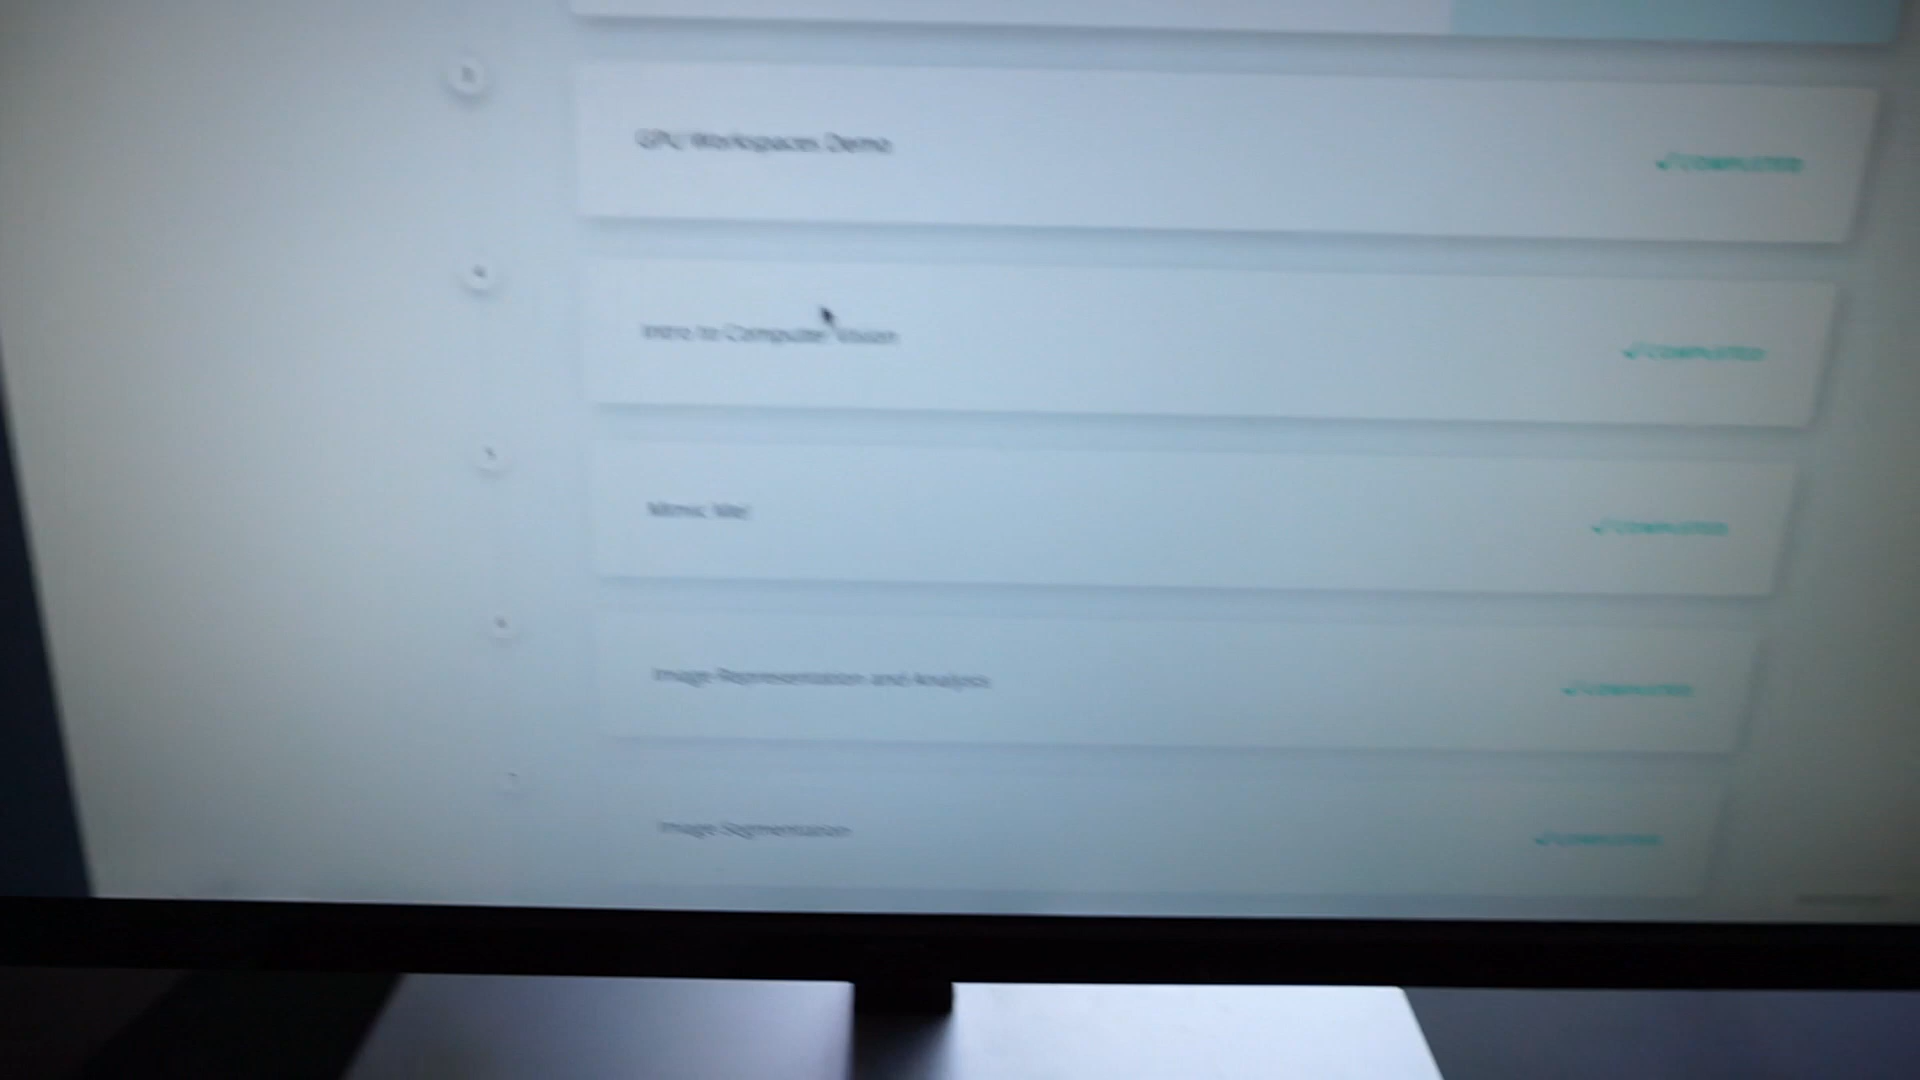 GPU Workspaces Demo
✓ COMPLETED
4
Intro to Computer Vision
✓ COMPLETED
Mimic Me!
✓ COMPLETED
Image Representation and Analysis
✓ COMPLETED
Image Segmentation
✓ COMPLETED